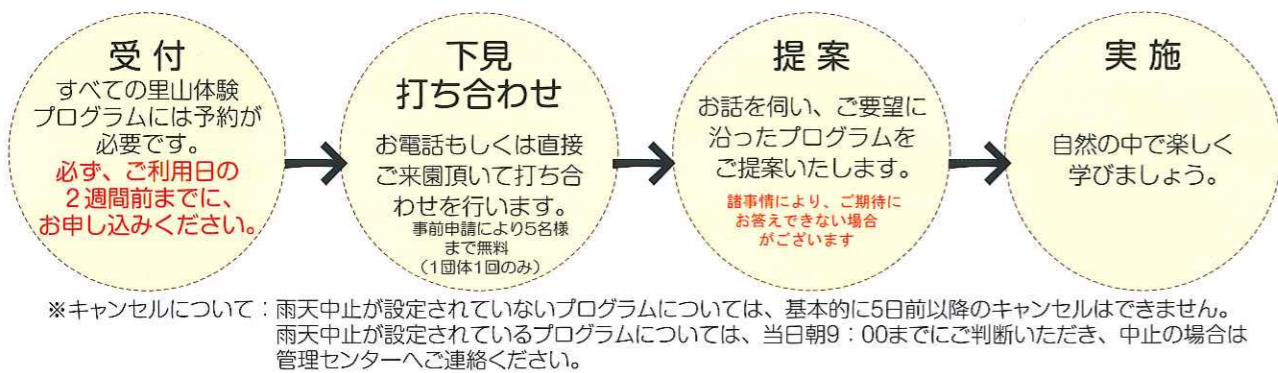 受付
すべての里山体験
プログラムには予約が
必要です。
必ず、ご利用日の
２週間前までに、
お申し込みください。
下見
打ち合わせ
お電話もしくは直接
ご来園頂いて打ち合
わせを行います。
事前申請により5名様
まで無料
（1団体1回のみ）
提案
お話を伺い、ご要望に
沿ったプログラムを
ご提案いたします。
諸事情により、ご期待に
お答えできない場合
がございます
実施
自然の中で楽しく
学びましょう。
※キャンセルについて：雨天中止が設定されていないプログラムについては、基本的に5日前以降のキャンセルはできません。
雨天中止が設定されているプログラムについては、当日朝9：00までにご判断いただき、中止の場合は
管理センターへご連絡ください。